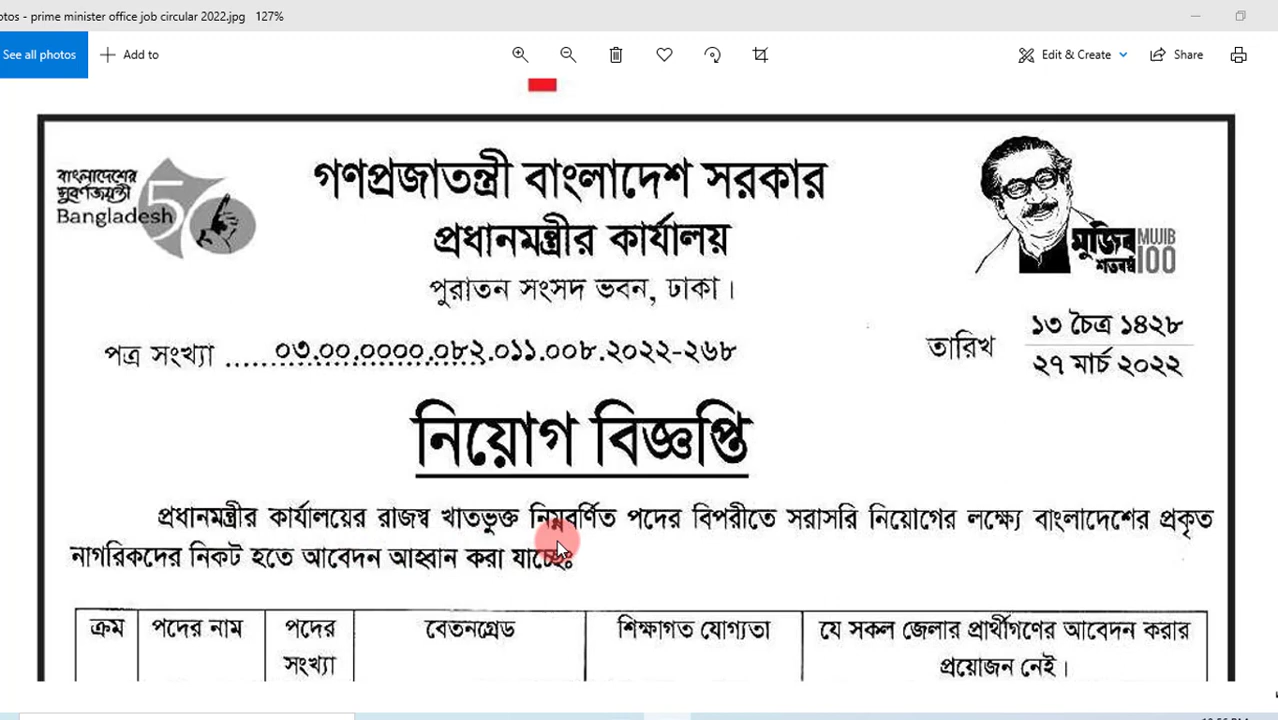 otos - prime minister office job circular 2022.jpg 127%
See all photos
Add to
Edit & Create
Share
বাংলাদেশের
সুবর্ণজয়ন্তী
Bangladesh
50
গণপ্রজাতন্ত্রী বাংলাদেশ সরকার
প্রধানমন্ত্রীর কার্যালয়
পুরাতন সংসদ ভবন, ঢাকা।
মুজিব
শতবর্ষ
MUJIB
100
পত্র সংখ্যা ..... ০৩.০০.০০০০.০৮২.০১১.০০৮.২০২২-২৬৮
তারিখ
১৩ চৈত্র ১৪২৮
২৭ মার্চ ২০২২
নিয়োগ বিজ্ঞপ্তি
প্রধানমন্ত্রীর কার্যালয়ের রাজস্ব খাতভুক্ত নিম্নবর্ণিত পদের বিপরীতে সরাসরি নিয়োগের লক্ষ্যে বাংলাদেশের প্রকৃত
নাগরিকদের নিকট হতে আবেদন আহ্বান করা যাচ্ছেঃ
ক্রম
পদের নাম
পদের
সংখ্যা
বেতনগ্রেড
শিক্ষাগত যোগ্যতা
যে সকল জেলার প্রার্থীগণের আবেদন করার
প্রয়োজন নেই।